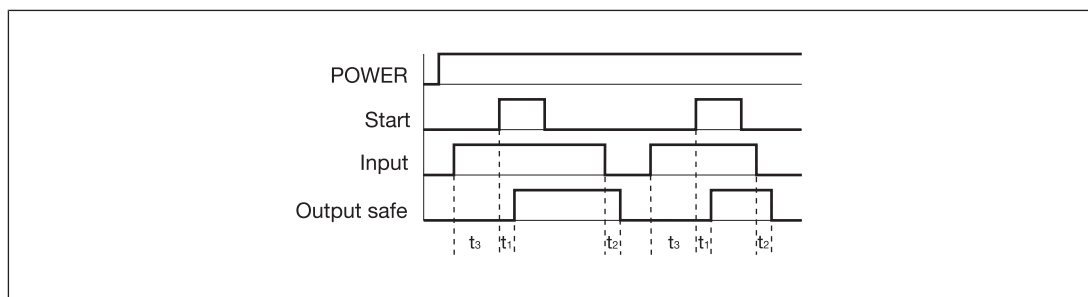 POWER
Start
Input
Output safe
t₃ t₁ t₂ t₃ t₁ t₂